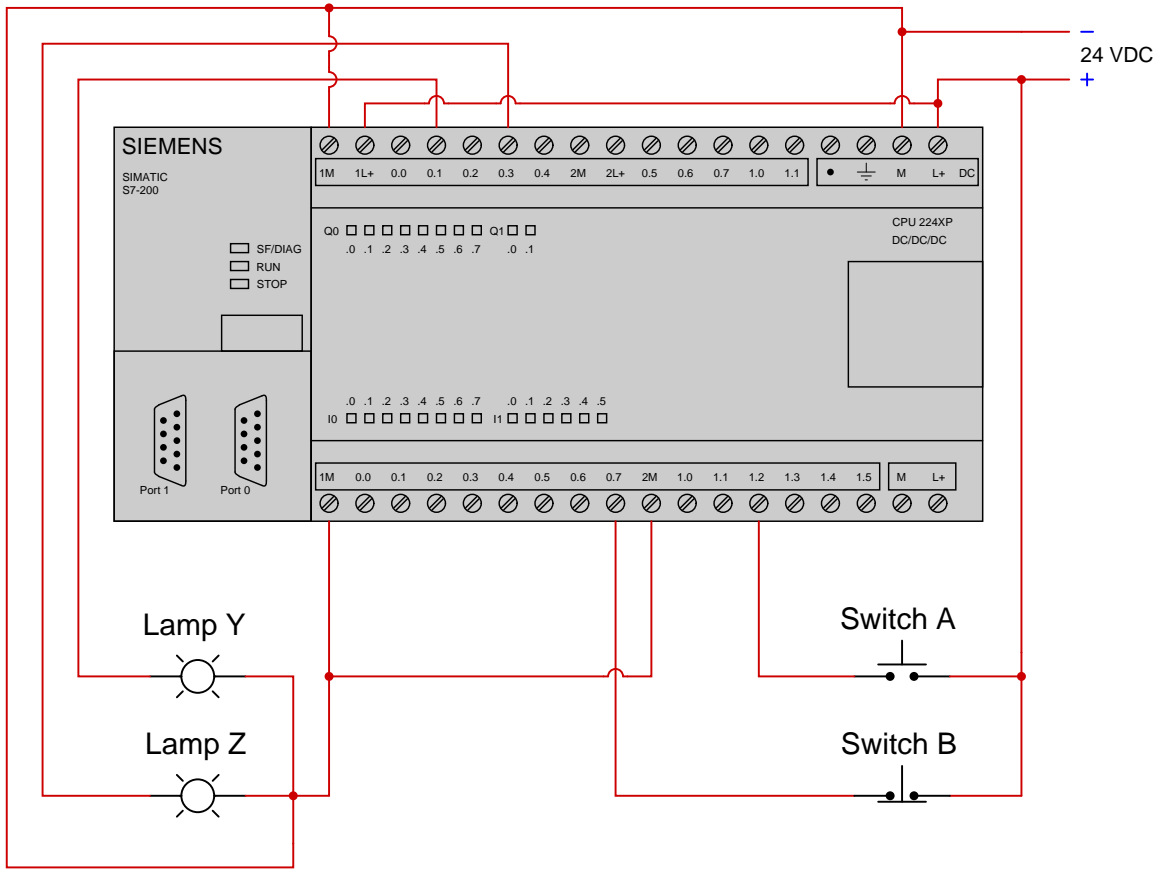 −
24 VDC
+
SIEMENS
SIMATIC
S7-200
1M 1L+ 0.0 0.1 0.2 0.3 0.4 2M 2L+ 0.5 0.6 0.7 1.0 1.1 M L+ DC
CPU 224XP
DC/DC/DC
Q0 Q1
.0 .1 .2 .3 .4 .5 .6 .7 .0 .1
SF/DIAG
RUN
STOP
.0 .1 .2 .3 .4 .5 .6 .7 .0 .1 .2 .3 .4 .5
I0 I1
Port 1 Port 0
1M 0.0 0.1 0.2 0.3 0.4 0.5 0.6 0.7 2M 1.0 1.1 1.2 1.3 1.4 1.5 M L+
Lamp Y
Switch A
Lamp Z
Switch B